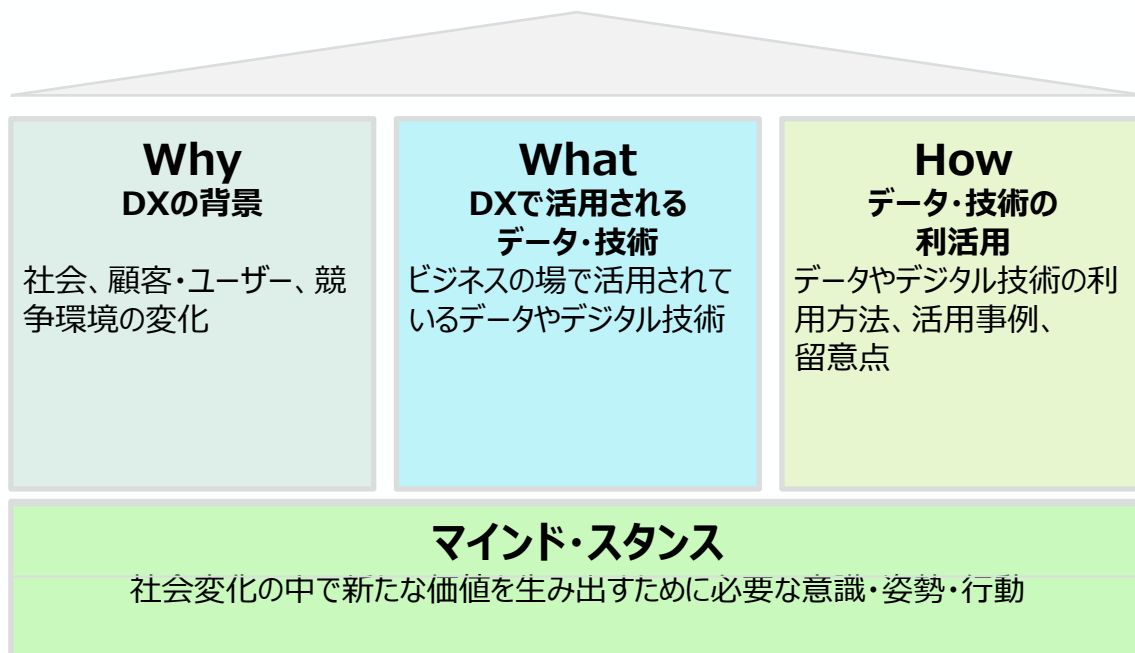 Why
DXの背景
社会、顧客・ユーザー、競
争環境の変化
What
DXで活用される
データ・技術
ビジネスの場で活用されて
いるデータやデジタル技術
How
データ・技術の
利活用
データやデジタル技術の利
用方法、活用事例、
留意点
マインド・スタンス
社会変化の中で新たな価値を生み出すために必要な意識・姿勢・行動